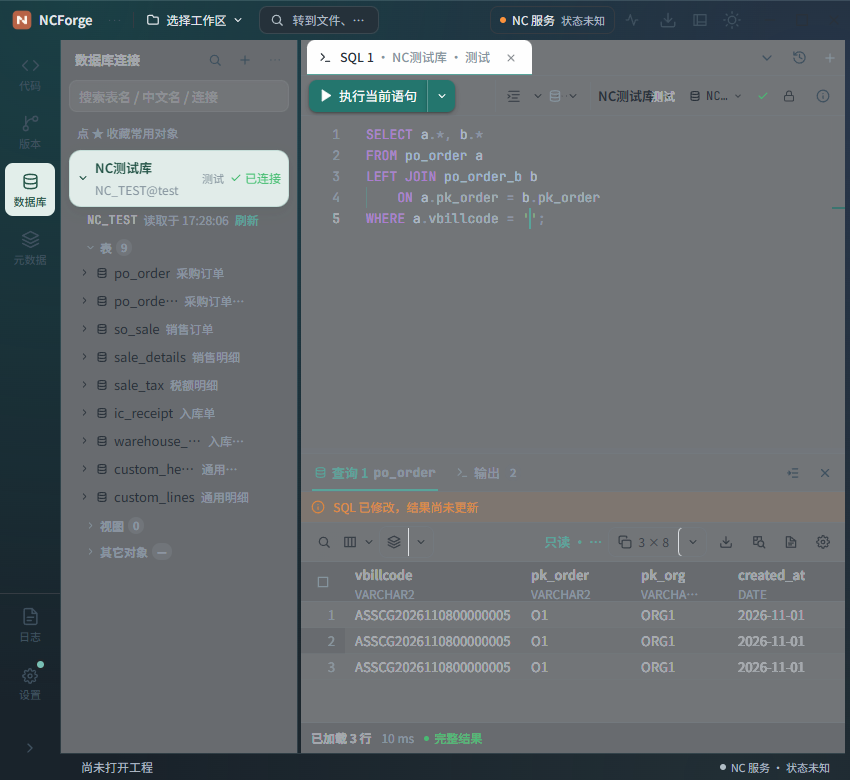 NCForge ··· 选择工作区 转到文件、 ··· NC 服务 状态未知
代码
版本
数据库
元数据
日志
设置
数据库连接 ···
搜索表名 / 中文名 / 连接
点 ★ 收藏常用对象
NC测试库
NC_TEST@test
测试 ✓ 已连接
NC_TEST 读取于 17:28:06 刷新
表 9
po_order 采购订单
po_orde··· 采购订单···
so_sale 销售订单
sale_details 销售明细
sale_tax 税额明细
ic_receipt 入库单
warehouse_··· 入库···
custom_he··· 通用···
custom_lines 通用明细
视图 0
其它对象 —
SQL 1 · NC测试库 · 测试 ×
执行当前语句 NC测试库 测试 NC...
1 SELECT a.*, b.*
2 FROM po_order a
3 LEFT JOIN po_order_b b
4 ON a.pk_order = b.pk_order
5 WHERE a.vbillcode = '';
查询 1 po_order 输出 2
SQL 已修改，结果尚未更新
只读 · ··· 3 × 8
vbillcode pk_order pk_org created_at
VARCHAR2 VARCHAR2 VARCHA··· DATE
1 ASSCG2026110800000005 O1 ORG1 2026-11-01
2 ASSCG2026110800000005 O1 ORG1 2026-11-01
3 ASSCG2026110800000005 O1 ORG1 2026-11-01
已加载 3 行 10 ms 完整结果
尚未打开工程 NC 服务 · 状态未知